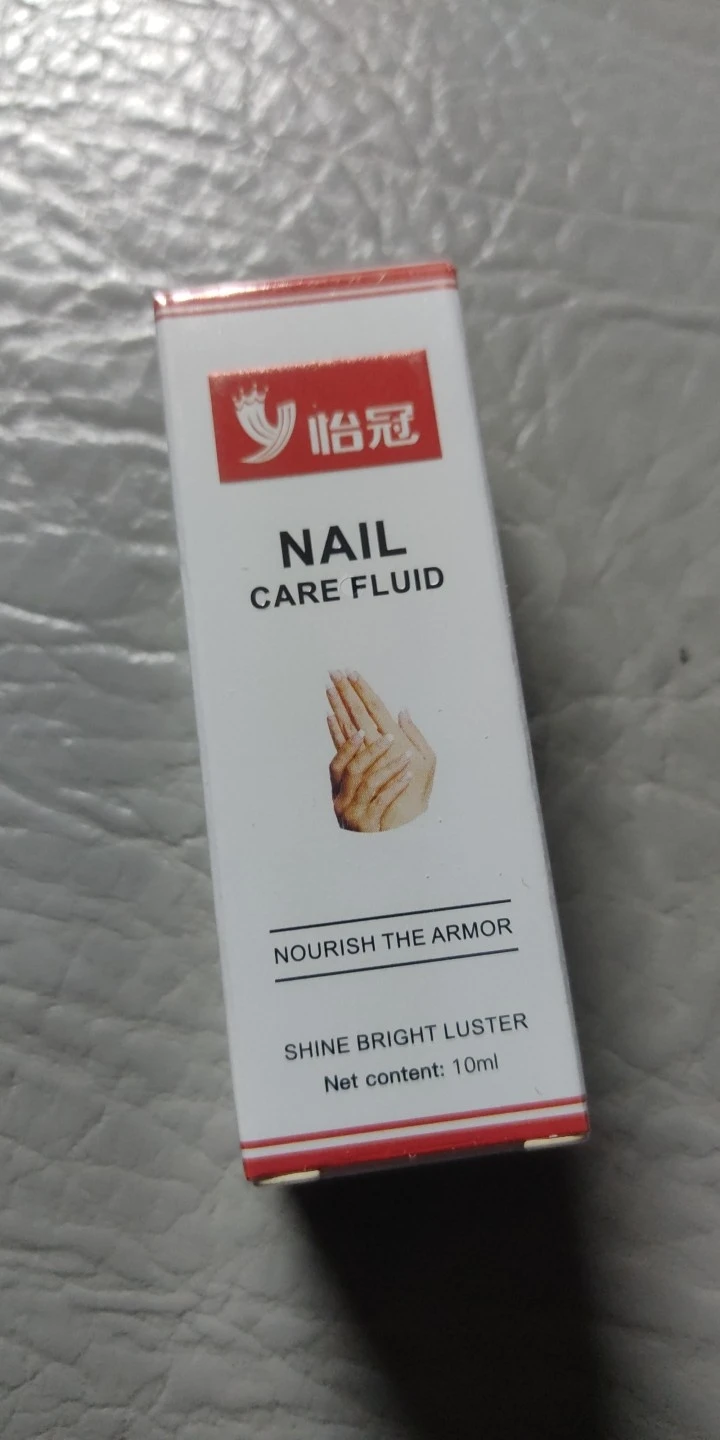 怡冠
NAIL
CARE FLUID
NOURISH THE ARMOR
SHINE BRIGHT LUSTER
Net content: 10ml